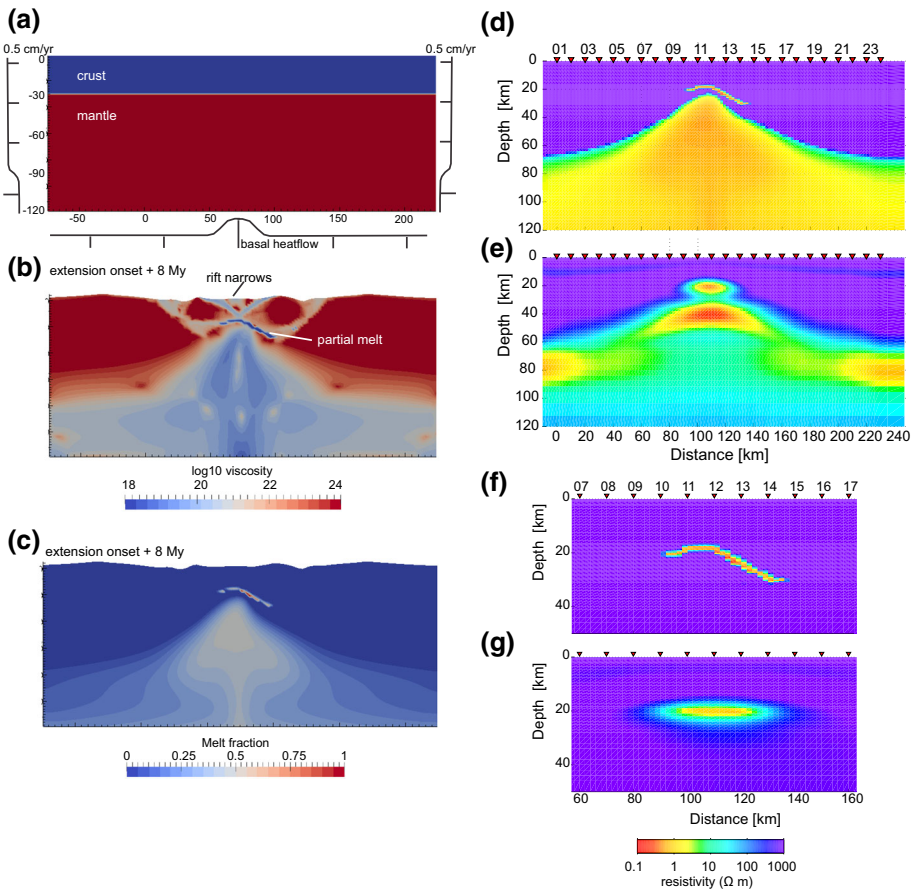 (a)
0.5 cm/yr
0.5 cm/yr
0
-30
-60
-90
-120
crust
mantle
-50 0 50 100 150 200
basal heatflow
(b)
extension onset + 8 My
rift narrows
partial melt
log10 viscosity
18 20 22 24
(c)
extension onset + 8 My
Melt fraction
0 0.25 0.5 0.75 1
(d)
01 03 05 07 09 11 13 15 17 19 21 23
Depth [km]
0
20
40
60
80
100
120
(e)
Depth [km]
0
20
40
60
80
100
120
0 20 40 60 80 100 120 140 160 180 200 220 240
Distance [km]
(f)
07 08 09 10 11 12 13 14 15 16 17
Depth [km]
0
20
40
(g)
Depth [km]
0
20
40
60 80 100 120 140 160
Distance [km]
0.1 1 10 100 1000
resistivity (Ω m)